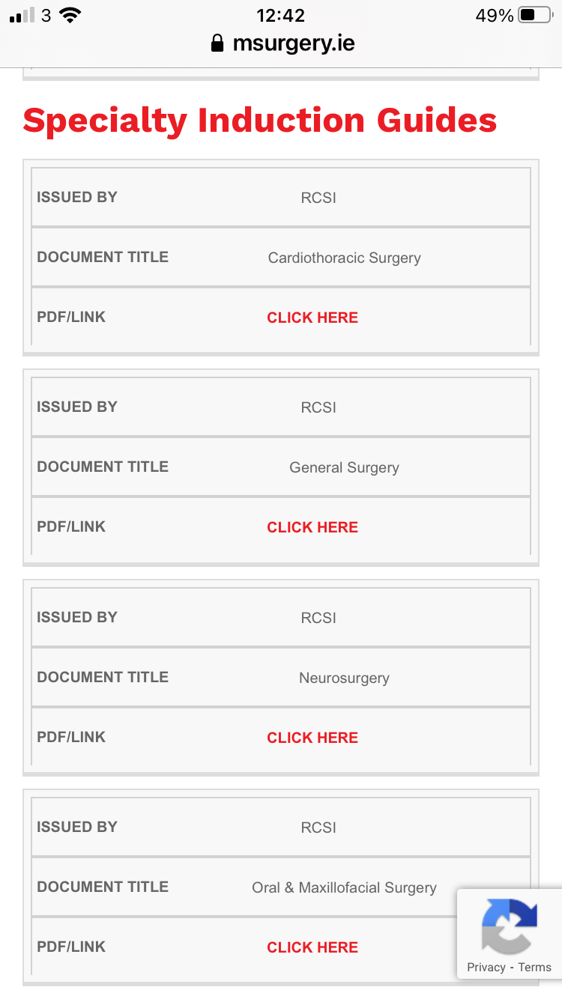 3 12:42 49%
msurgery.ie
Specialty Induction Guides
ISSUED BY RCSI
DOCUMENT TITLE Cardiothoracic Surgery
PDF/LINK CLICK HERE
ISSUED BY RCSI
DOCUMENT TITLE General Surgery
PDF/LINK CLICK HERE
ISSUED BY RCSI
DOCUMENT TITLE Neurosurgery
PDF/LINK CLICK HERE
ISSUED BY RCSI
DOCUMENT TITLE Oral & Maxillofacial Surgery
PDF/LINK CLICK HERE
Privacy - Terms